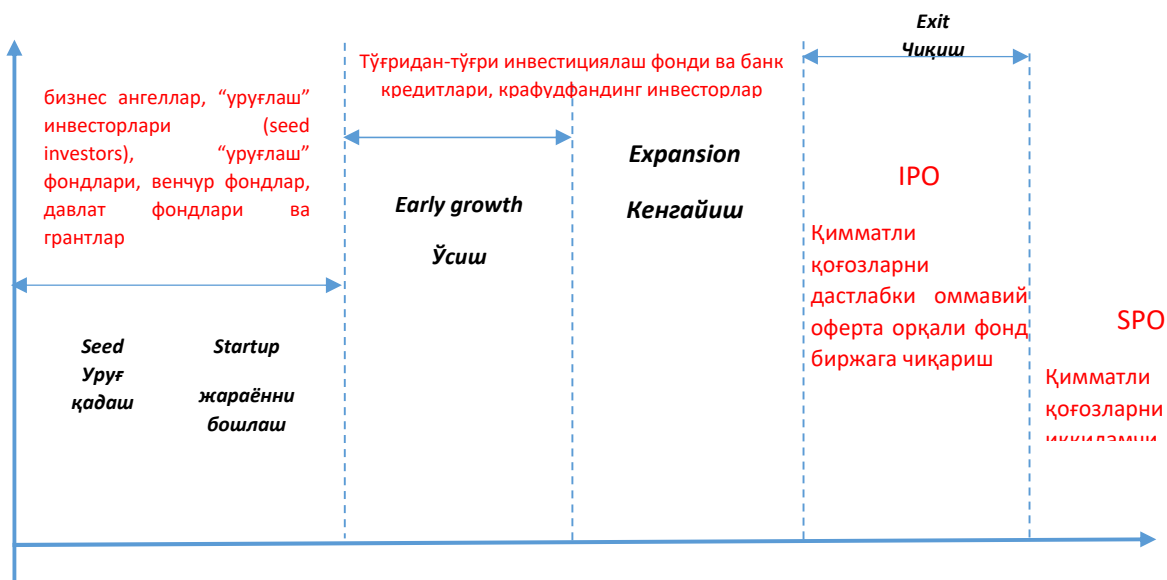 Exit
Чиқиш
Тўғридан-тўғри инвестициялаш фонди ва банк
кредитлари, крафудфандинг инвесторлар
бизнес ангеллар, “уруғлаш”
инвесторлари (seed
investors), “уруғлаш”
фондлари, венчур фондлар,
давлат фондлари ва
грантлар
Early growth
Ўсиш
Expansion
Кенгайиш
IPO
Қимматли
қоғозларни
дастлабки оммавий
оферта орқали фонд
биржага чиқариш
SPO
Қимматли
қоғозларни
Seed
Уруғ
қадаш
Startup
жараённи
бошлаш